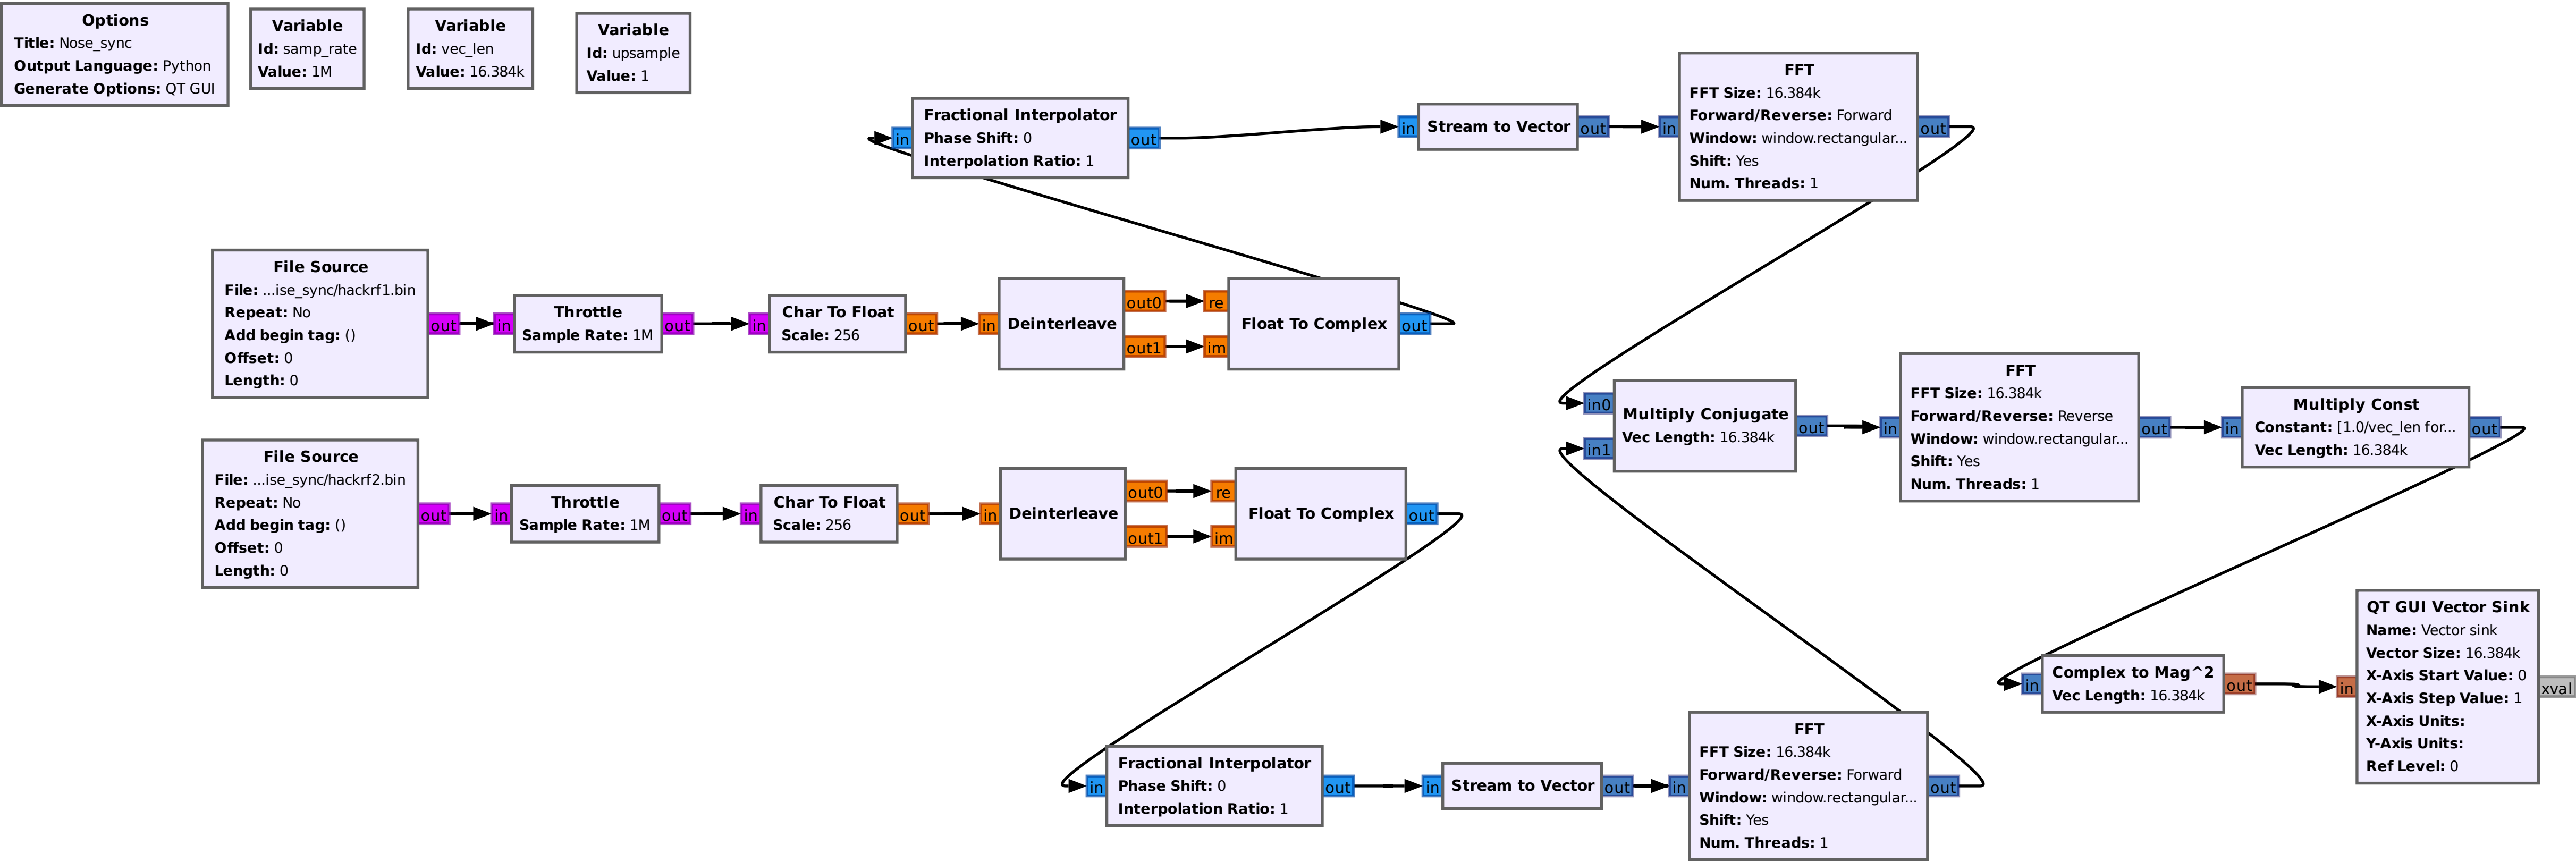 Options
Title: Nose_sync
Output Language: Python
Generate Options: QT GUI
Variable
Id: samp_rate
Value: 1M
Variable
Id: vec_len
Value: 16.384k
Variable
Id: upsample
Value: 1
Fractional Interpolator
Phase Shift: 0
Interpolation Ratio: 1
in
out
in
Stream to Vector
out
in
FFT
FFT Size: 16.384k
Forward/Reverse: Forward
Window: window.rectangular...
Shift: Yes
Num. Threads: 1
out
File Source
File: ...ise_sync/hackrf1.bin
Repeat: No
Add begin tag: ()
Offset: 0
Length: 0
out
in
Throttle
Sample Rate: 1M
out
in
Char To Float
Scale: 256
out
in
Deinterleave
out0
out1
re
im
Float To Complex
out
File Source
File: ...ise_sync/hackrf2.bin
Repeat: No
Add begin tag: ()
Offset: 0
Length: 0
out
in
Throttle
Sample Rate: 1M
out
in
Char To Float
Scale: 256
out
in
Deinterleave
out0
out1
re
im
Float To Complex
out
in0
in1
Multiply Conjugate
Vec Length: 16.384k
out
in
FFT
FFT Size: 16.384k
Forward/Reverse: Reverse
Window: window.rectangular...
Shift: Yes
Num. Threads: 1
out
in
Multiply Const
Constant: [1.0/vec_len for...
Vec Length: 16.384k
out
in
Complex to Mag^2
Vec Length: 16.384k
out
in
QT GUI Vector Sink
Name: Vector sink
Vector Size: 16.384k
X-Axis Start Value: 0
X-Axis Step Value: 1
X-Axis Units:
Y-Axis Units:
Ref Level: 0
xval
in
Fractional Interpolator
Phase Shift: 0
Interpolation Ratio: 1
out
in
Stream to Vector
out
in
FFT
FFT Size: 16.384k
Forward/Reverse: Forward
Window: window.rectangular...
Shift: Yes
Num. Threads: 1
out